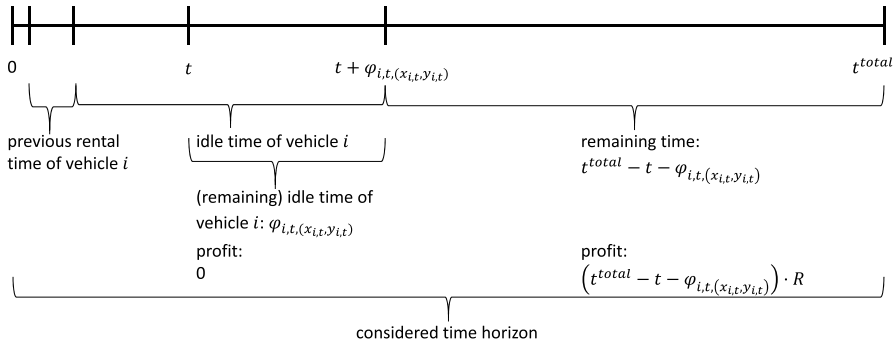 0 t t + φ_{i,t,(x_{i,t},y_{i,t})} t^{total}
previous rental
time of vehicle i
idle time of vehicle i
remaining time:
t^{total} − t − φ_{i,t,(x_{i,t},y_{i,t})}
(remaining) idle time of
vehicle i: φ_{i,t,(x_{i,t},y_{i,t})}
profit:
0
profit:
(t^{total} − t − φ_{i,t,(x_{i,t},y_{i,t})}) · R
considered time horizon